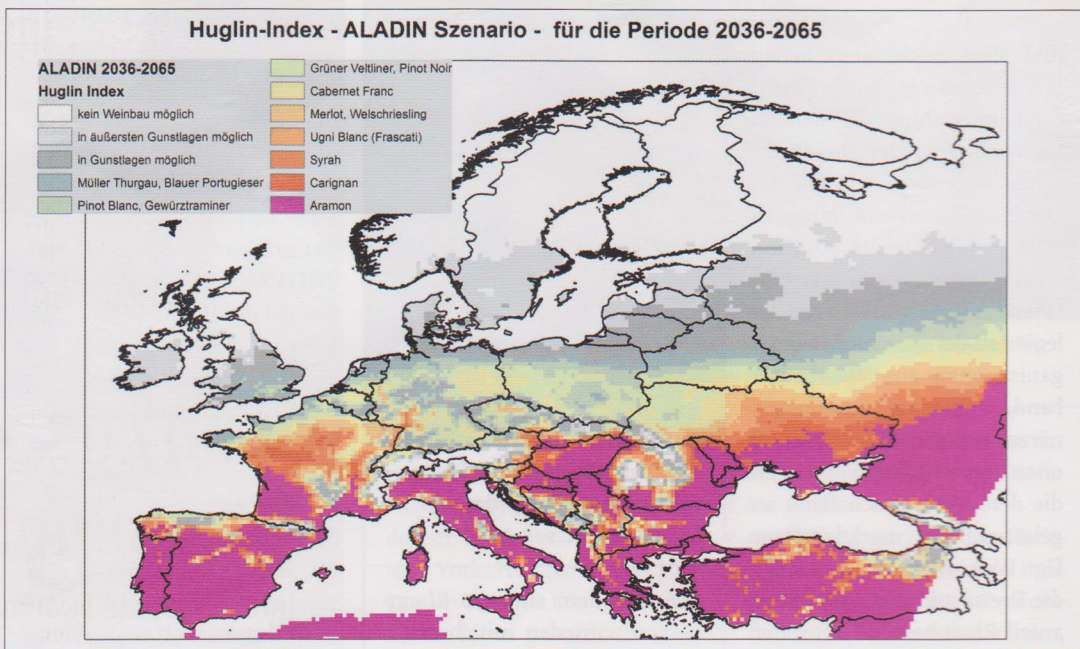 Huglin-Index - ALADIN Szenario - für die Periode 2036-2065
ALADIN 2036-2065
Huglin Index
kein Weinbau möglich
in äußersten Gunstlagen möglich
in Gunstlagen möglich
Müller Thurgau, Blauer Portugieser
Pinot Blanc, Gewürztraminer
Grüner Veltliner, Pinot Noir
Cabernet Franc
Merlot, Welschriesling
Ugni Blanc (Frascati)
Syrah
Carignan
Aramon